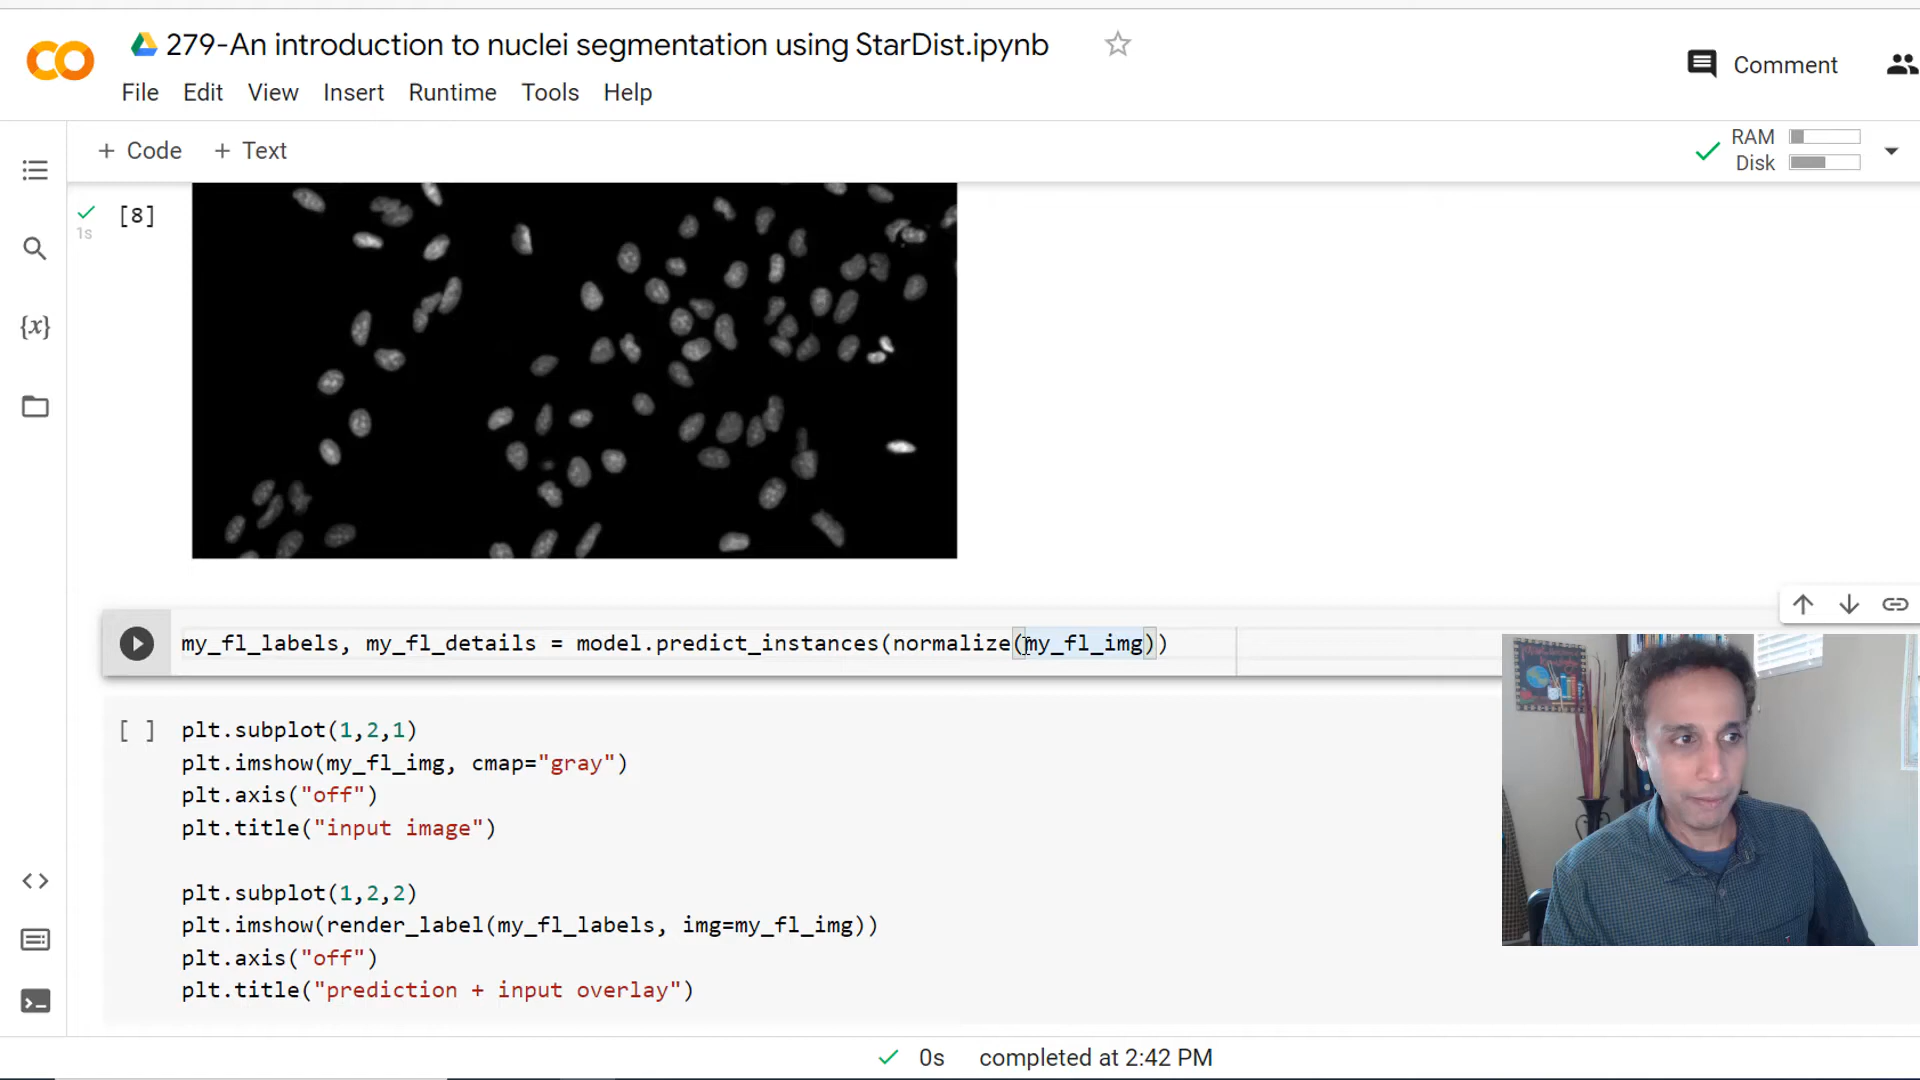 279-An introduction to nuclei segmentation using StarDist.ipynb
Comment
File Edit View Insert Runtime Tools Help
+ Code + Text
RAM
Disk
[8]
1s
{x}
my_fl_labels, my_fl_details = model.predict_instances(normalize(my_fl_img))
[ ] plt.subplot(1,2,1)
plt.imshow(my_fl_img, cmap="gray")
plt.axis("off")
plt.title("input image")
plt.subplot(1,2,2)
plt.imshow(render_label(my_fl_labels, img=my_fl_img))
plt.axis("off")
plt.title("prediction + input overlay")
0s completed at 2:42 PM